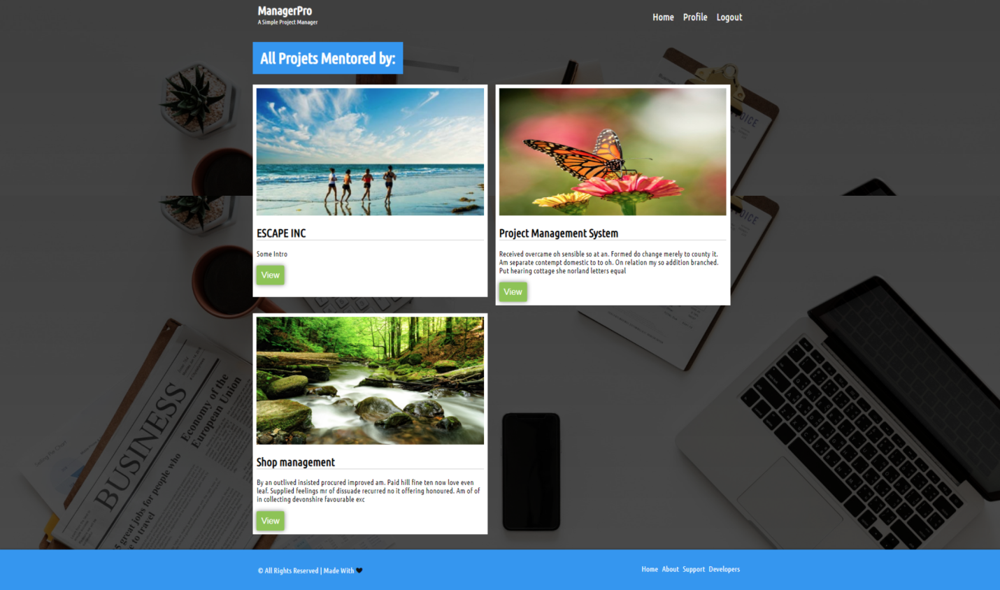 ManagerPro
A Simple Project Manager
Home Profile Logout
All Projets Mentored by:
ESCAPE INC
Some Intro
View
Project Management System
Received overcame oh sensible so at an. Formed do change merely to county it.
Am separate contempt domestic to to oh. On relation my so addition branched.
Put hearing cottage she norland letters equal
View
Shop management
By an outlived insisted procured improved am. Paid hill fine ten now love even
leaf. Supplied feelings mr of dissuade recurred no it offering honoured. Am of of
in collecting devonshire favourable exc
View
BUSINESS
Economy of the
European Union
great jobs for people who
to travel
© All Rights Reserved | Made With 🖤
Home About Support Developers